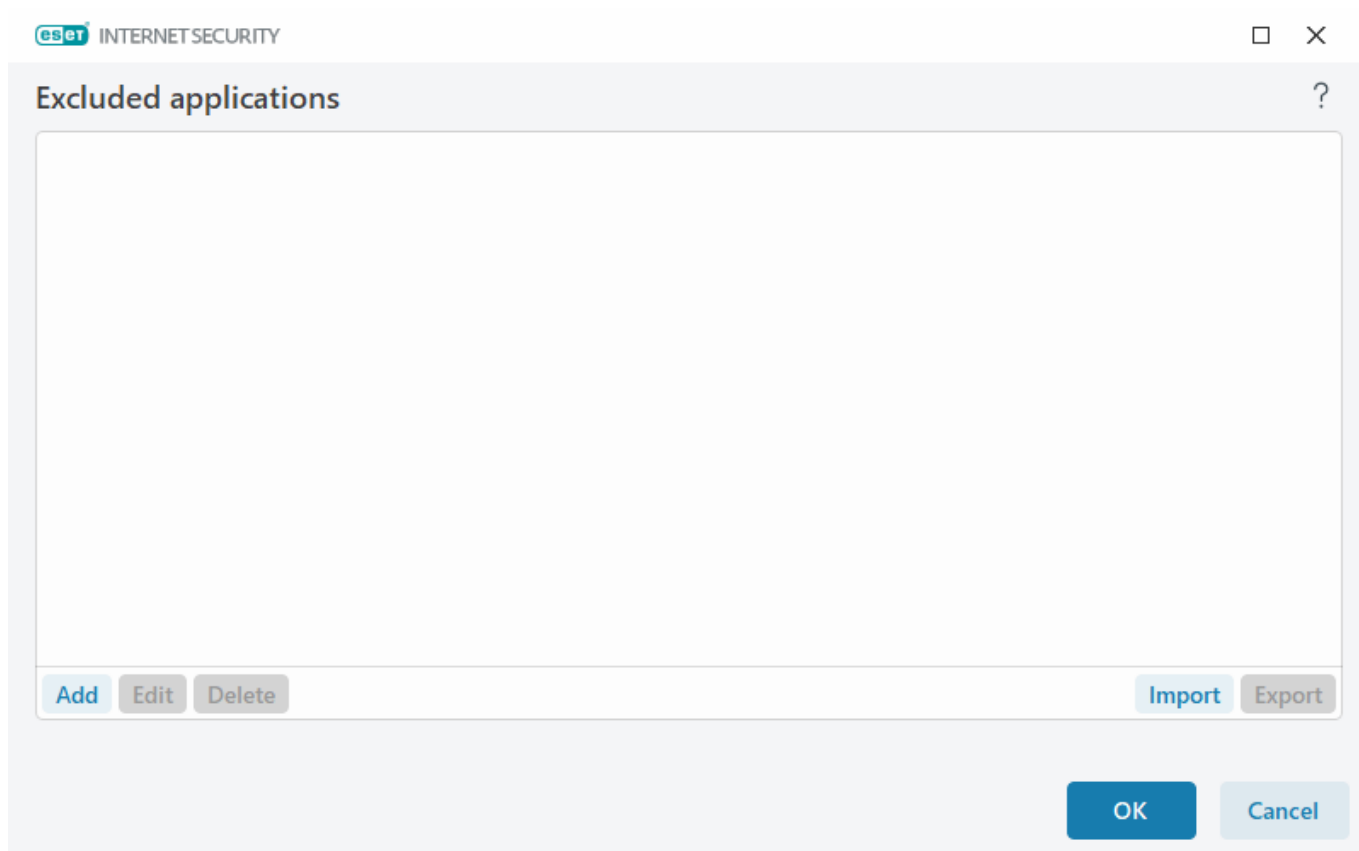 eset INTERNET SECURITY
Excluded applications
?
Add Edit Delete Import Export
OK Cancel